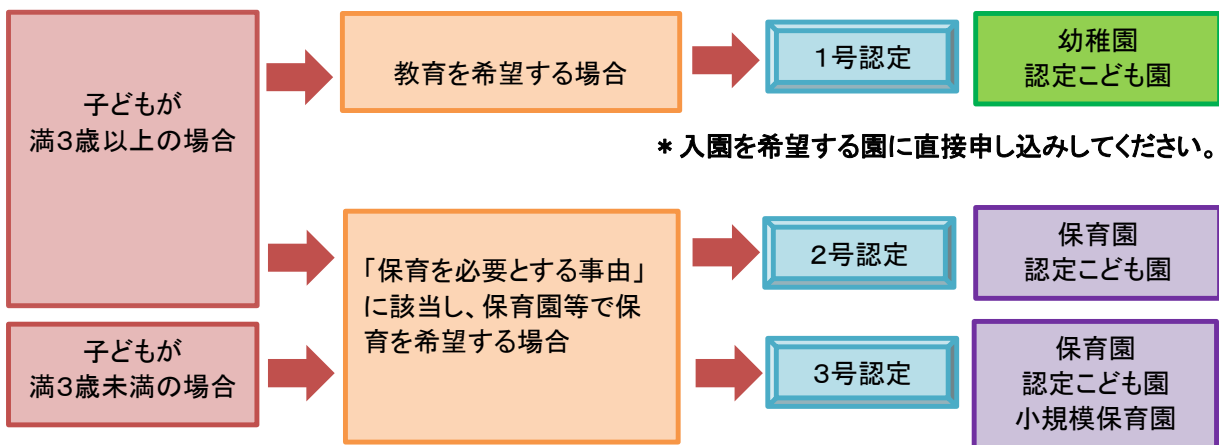 子どもが
満3歳以上の場合
教育を希望する場合
1号認定
幼稚園
認定こども園
＊入園を希望する園に直接申し込みしてください。
「保育を必要とする事由」
に該当し、保育園等で保
育を希望する場合
2号認定
保育園
認定こども園
子どもが
満3歳未満の場合
3号認定
保育園
認定こども園
小規模保育園